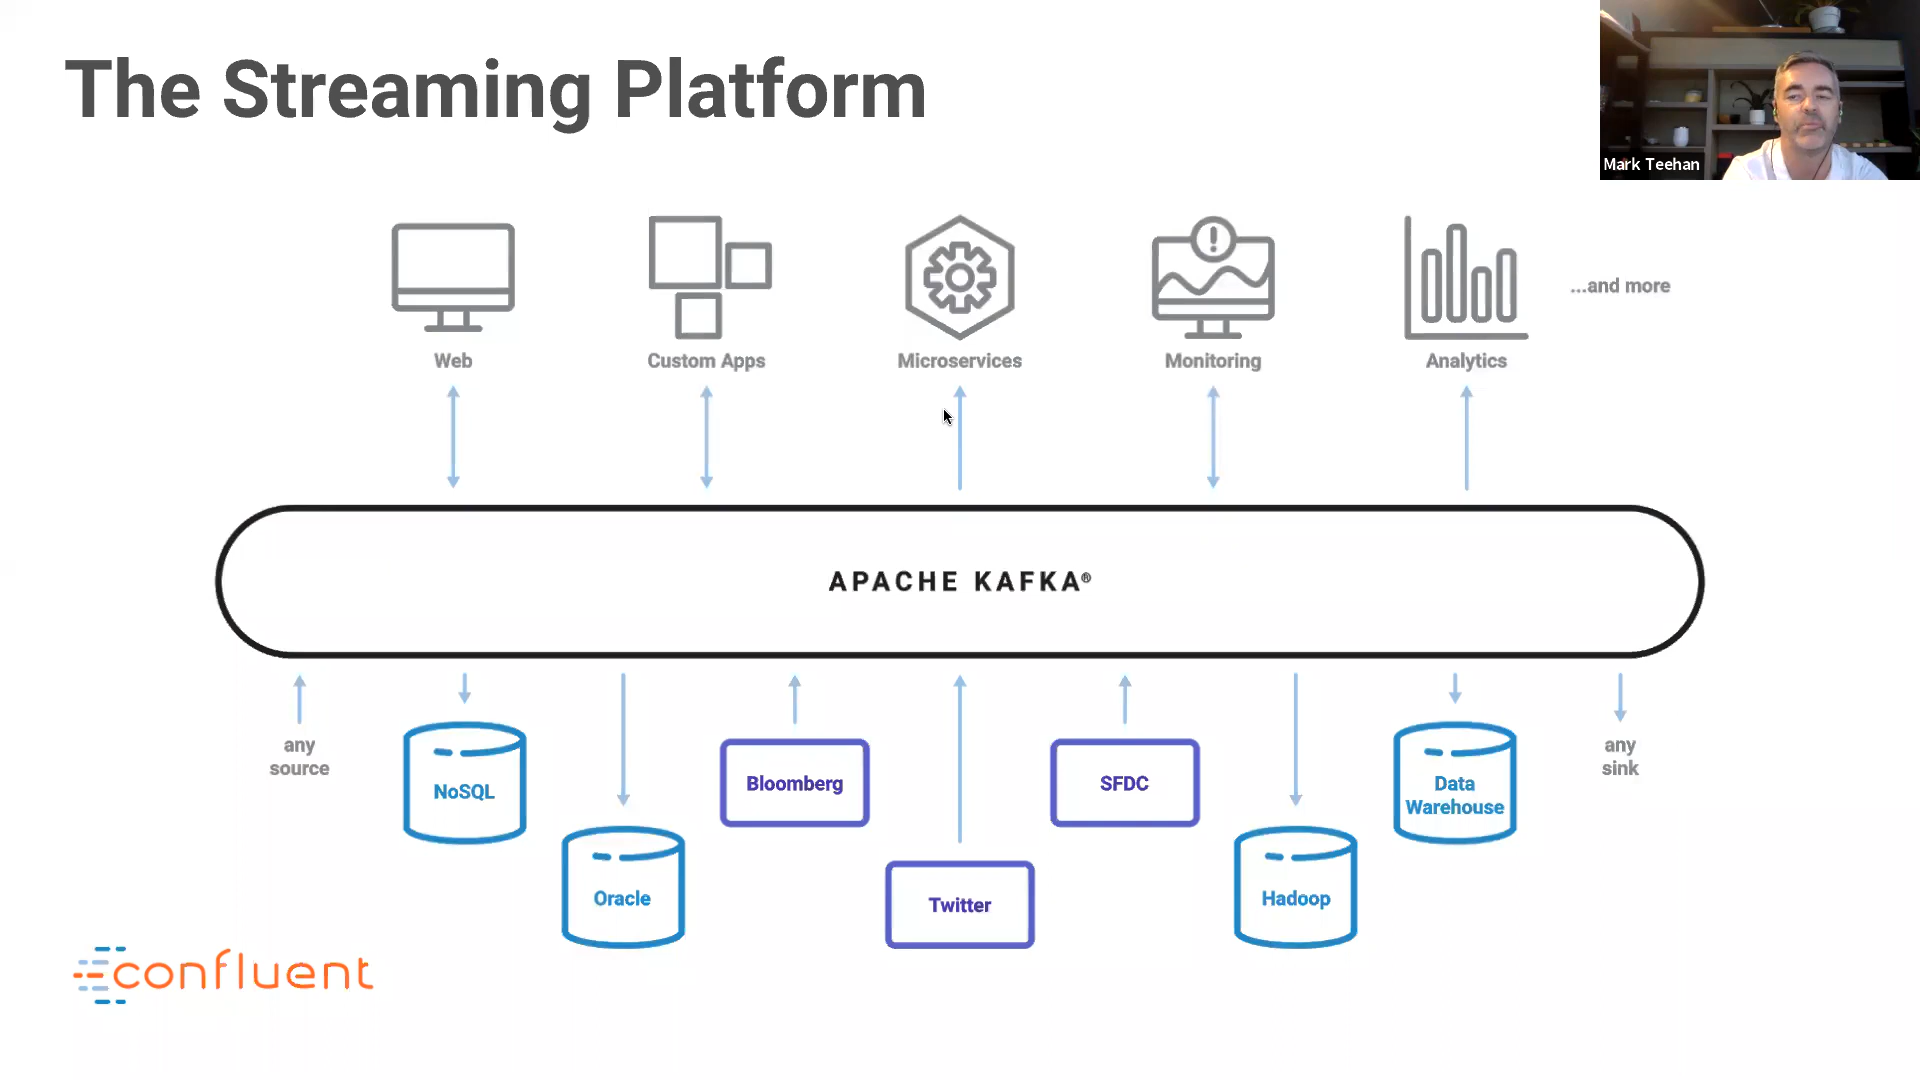 The Streaming Platform
Mark Teehan
Web
Custom Apps
Microservices
Monitoring
Analytics
...and more
APACHE KAFKA®
any
source
NoSQL
Oracle
Bloomberg
Twitter
SFDC
Hadoop
Data
Warehouse
any
sink
confluent